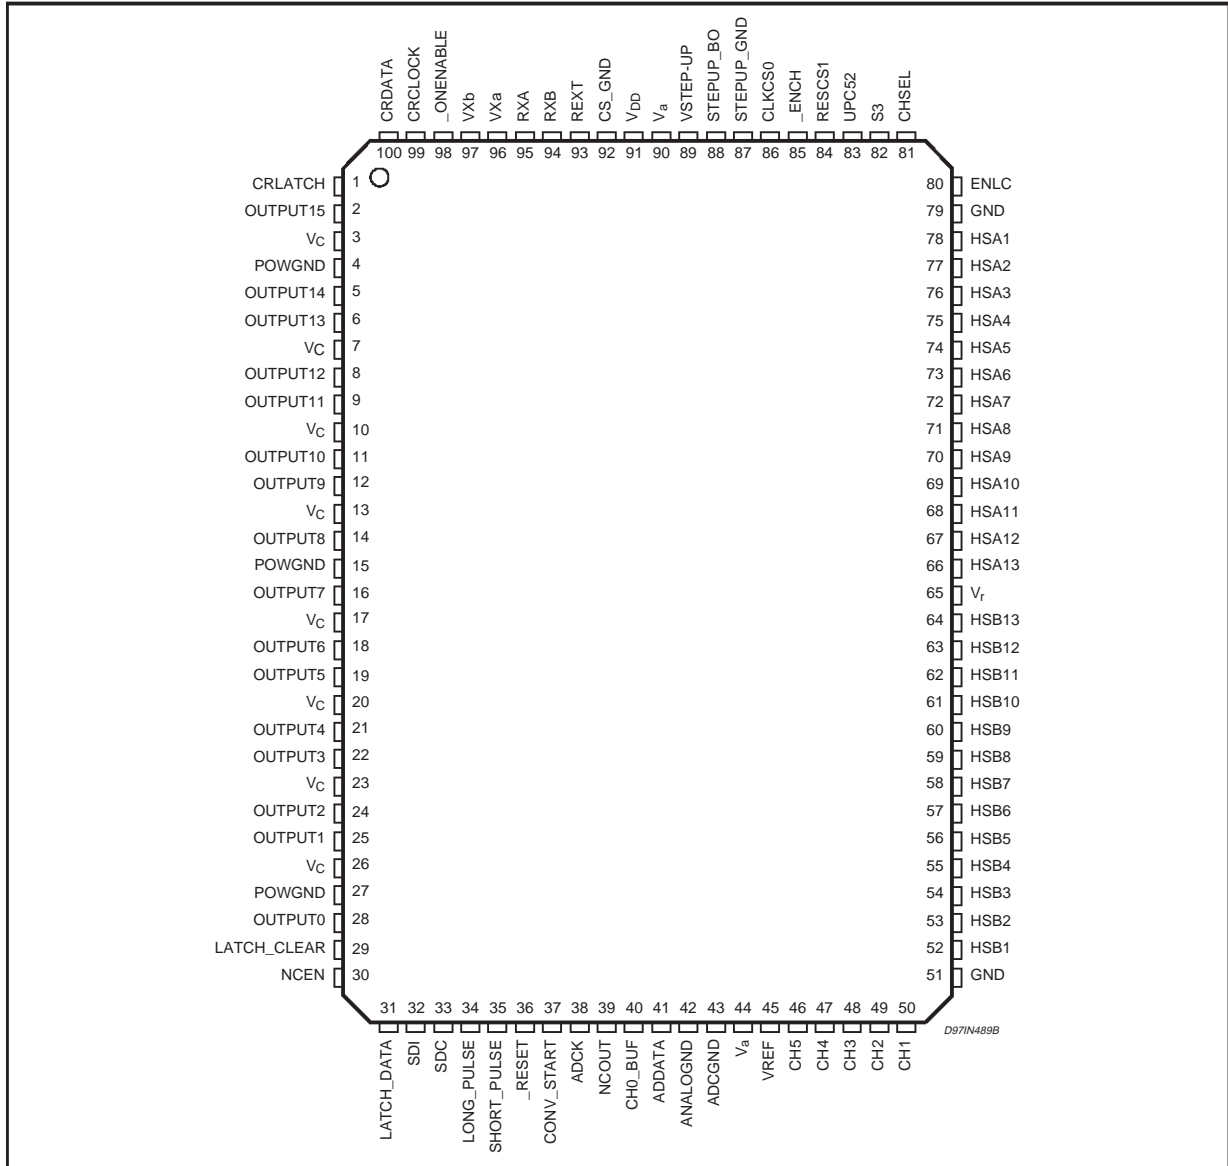 CRDATA CRCLOCK _ONENABLE VXb VXa RXA RXB REXT CS_GND VDD Va VSTEP-UP STEPUP_BO STEPUP_GND CLKCS0 _ENCH RESCS1 UPC52 S3 CHSEL
100 99 98 97 96 95 94 93 92 91 90 89 88 87 86 85 84 83 82 81
CRLATCH 1 80 ENLC
OUTPUT15 2 79 GND
VC 3 78 HSA1
POWGND 4 77 HSA2
OUTPUT14 5 76 HSA3
OUTPUT13 6 75 HSA4
VC 7 74 HSA5
OUTPUT12 8 73 HSA6
OUTPUT11 9 72 HSA7
VC 10 71 HSA8
OUTPUT10 11 70 HSA9
OUTPUT9 12 69 HSA10
VC 13 68 HSA11
OUTPUT8 14 67 HSA12
POWGND 15 66 HSA13
OUTPUT7 16 65 Vr
VC 17 64 HSB13
OUTPUT6 18 63 HSB12
OUTPUT5 19 62 HSB11
VC 20 61 HSB10
OUTPUT4 21 60 HSB9
OUTPUT3 22 59 HSB8
VC 23 58 HSB7
OUTPUT2 24 57 HSB6
OUTPUT1 25 56 HSB5
VC 26 55 HSB4
POWGND 27 54 HSB3
OUTPUT0 28 53 HSB2
LATCH_CLEAR 29 52 HSB1
NCEN 30 51 GND
31 32 33 34 35 36 37 38 39 40 41 42 43 44 45 46 47 48 49 50
D97IN489B
LATCH_DATA SDI SDC LONG_PULSE SHORT_PULSE _RESET CONV_START ADCK NCOUT CH0_BUF ADDATA ANALOGND ADCGND Va VREF CH5 CH4 CH3 CH2 CH1